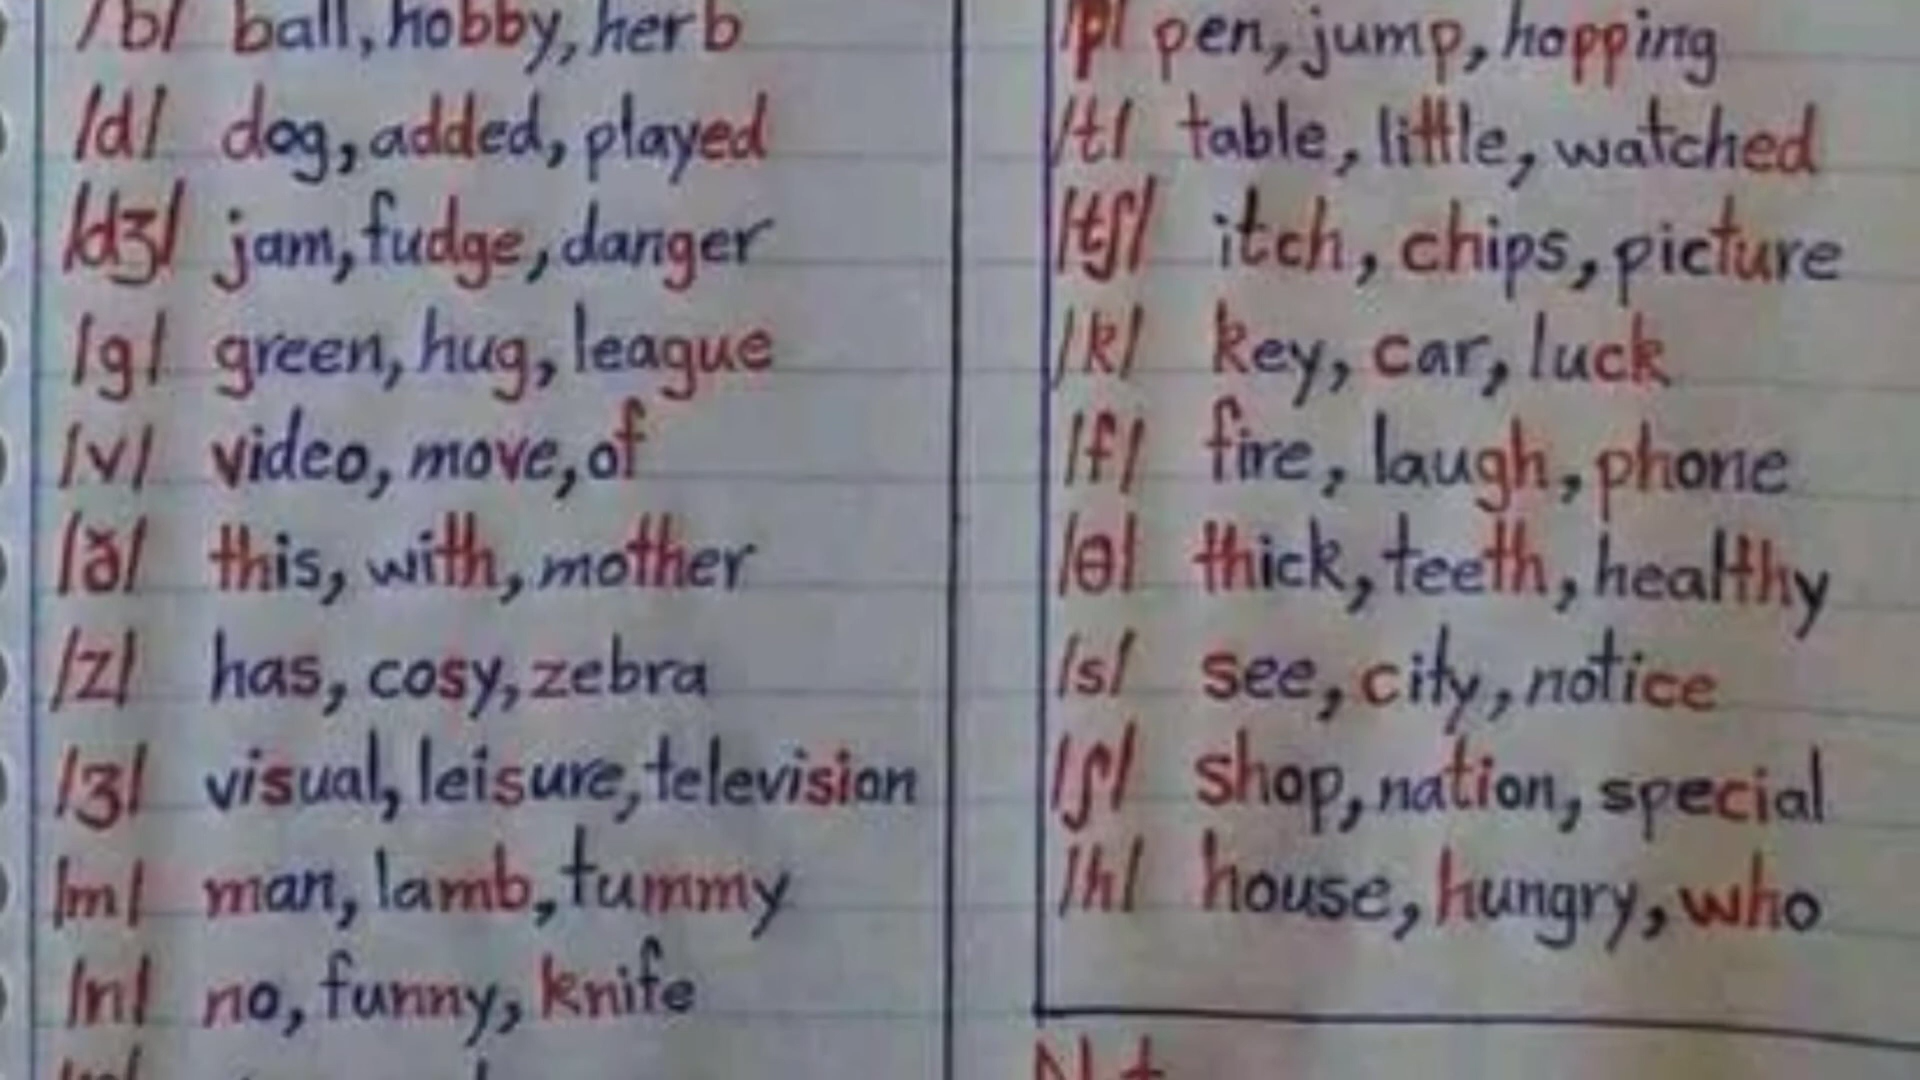 /b/ ball, hobby, herb
/d/ dog, added, played
/dʒ/ jam, fudge, danger
/g/ green, hug, league
/v/ video, move, of
/ð/ this, with, mother
/z/ has, cosy, zebra
/ʒ/ visual, leisure, television
/m/ man, lamb, tummy
/n/ no, funny, knife
/p/ pen, jump, hopping
/t/ table, little, watched
/tʃ/ itch, chips, picture
/k/ key, car, luck
/f/ fire, laugh, phone
/θ/ thick, teeth, healthy
/s/ see, city, notice
/ʃ/ shop, nation, special
/h/ house, hungry, who